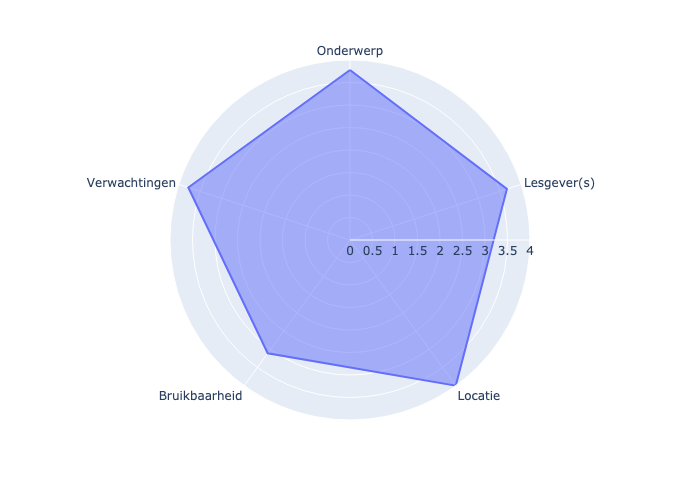 Onderwerp
Verwachtingen
Lesgever(s)
0 0.5 1 1.5 2 2.5 3 3.5 4
Bruikbaarheid
Locatie